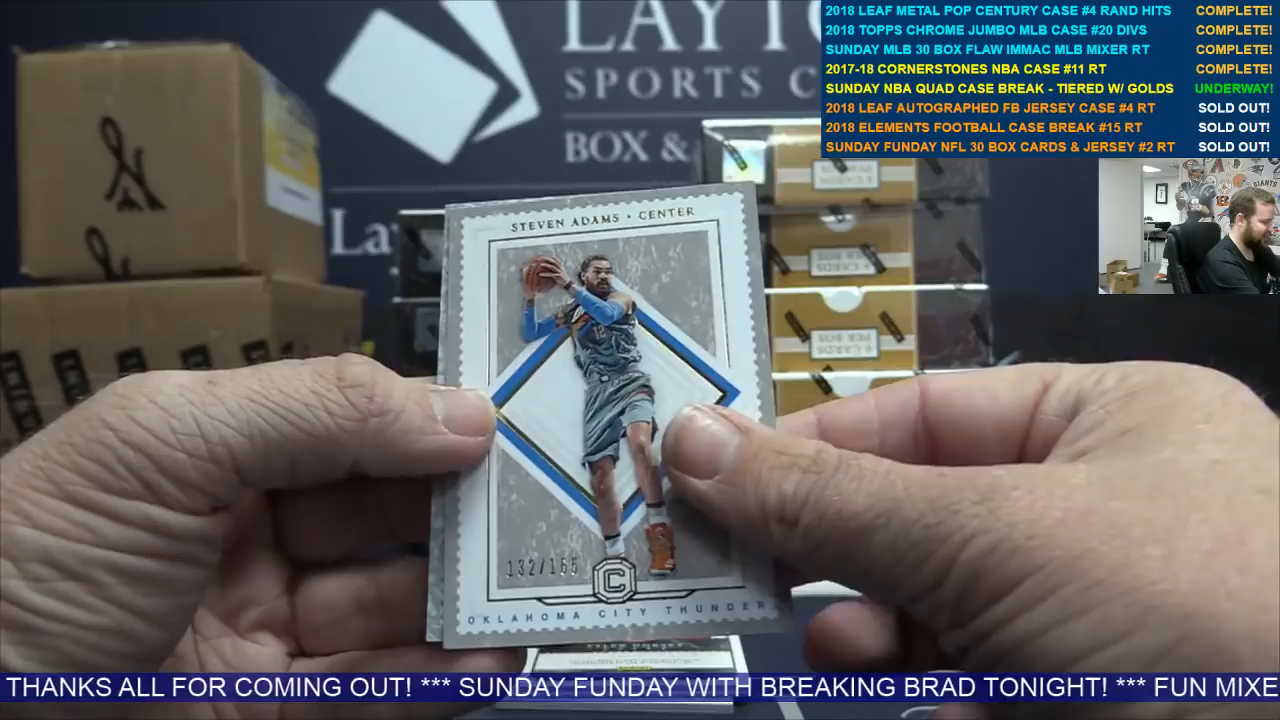 LAYTO
SPORTS C
BOX &
La
2018 LEAF METAL POP CENTURY CASE #4 RAND HITS COMPLETE!
2018 TOPPS CHROME JUMBO MLB CASE #20 DIVS COMPLETE!
SUNDAY MLB 30 BOX FLAW IMMAC MLB MIXER RT COMPLETE!
2017-18 CORNERSTONES NBA CASE #11 RT COMPLETE!
SUNDAY NBA QUAD CASE BREAK - TIERED W/ GOLDS UNDERWAY!
2018 LEAF AUTOGRAPHED FB JERSEY CASE #4 RT SOLD OUT!
2018 ELEMENTS FOOTBALL CASE BREAK #15 RT SOLD OUT!
SUNDAY FUNDAY NFL 30 BOX CARDS & JERSEY #2 RT SOLD OUT!
GIANTS
STEVEN ADAMS • CENTER
12
132/165
C
OKLAHOMA CITY THUNDER
THANKS ALL FOR COMING OUT! *** SUNDAY FUNDAY WITH BREAKING BRAD TONIGHT! *** FUN MIXE